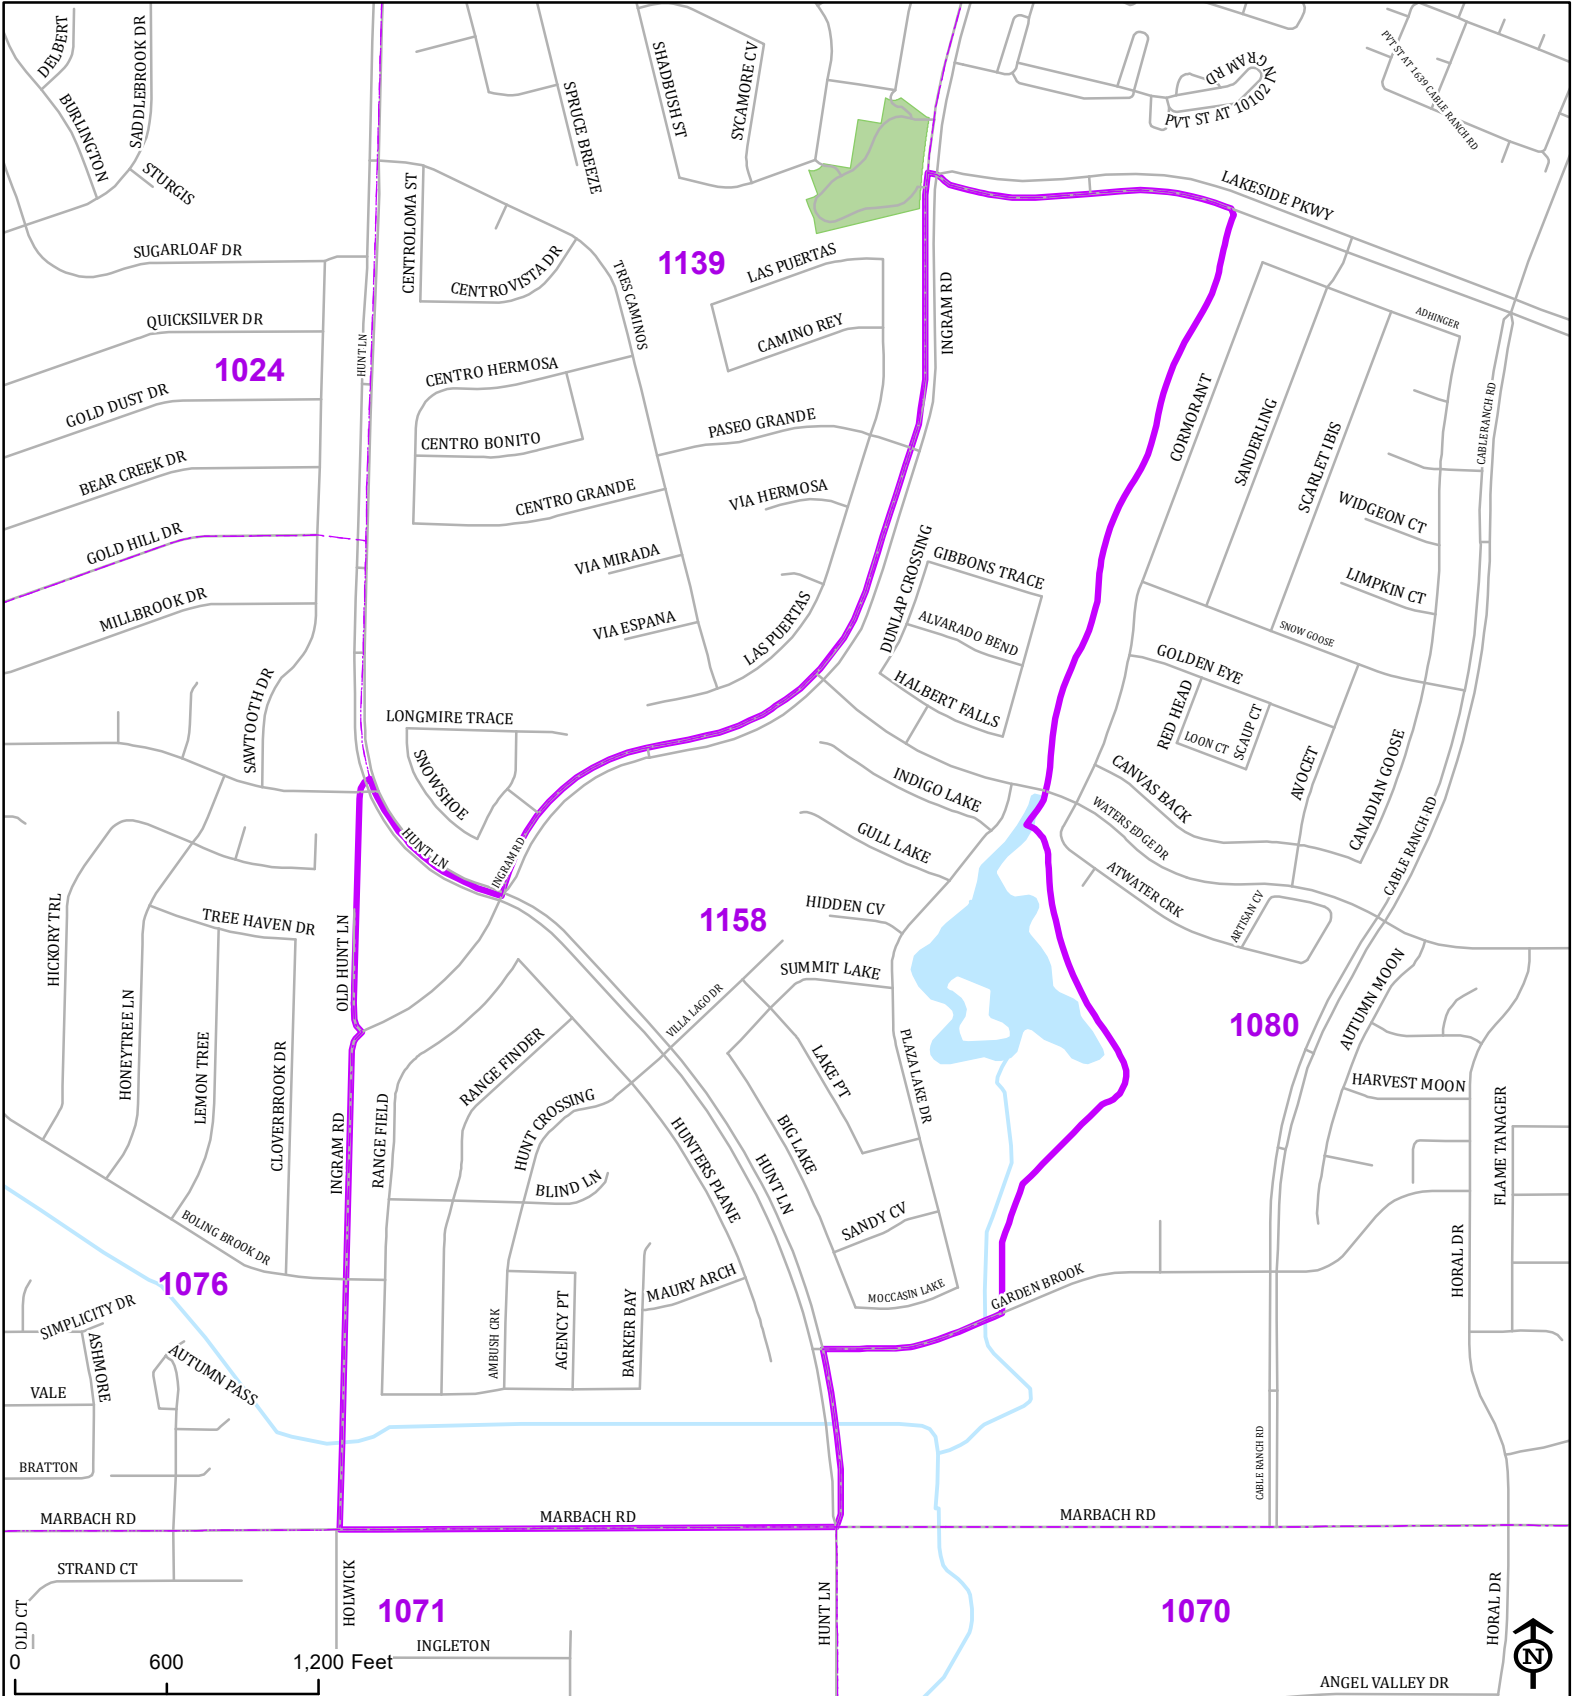 DELBERT
SADDLEBROOK DR
BURLINGTON
STURGIS
SHADBUSH ST
SYCAMORE CV
SPRUCE BREEZE
PVT ST AT 10102 INGRAM RD
PVT ST AT 1639 CABLE RANCH RD
LAKESIDE PKWY
CENTROLOMA ST
SUGARLOAF DR
CENTROVISTA DR
TRES CAMINOS
1139
LAS PUERTAS
INGRAM RD
QUICKSILVER DR
HUNT LN
CAMINO REY
ADHINGER
1024
CENTRO HERMOSA
GOLD DUST DR
CORMORANT
SANDERLING
SCARLET IBIS
CABLERANCH RD
PASEO GRANDE
CENTRO BONITO
BEAR CREEK DR
CENTRO GRANDE
VIA HERMOSA
WIDGEON CT
GOLD HILL DR
DUNLAP CROSSING
GIBBONS TRACE
VIA MIRADA
LIMPKIN CT
MILLBROOK DR
VIA ESPANA
LAS PUERTAS
ALVARADO BEND
SNOW GOOSE
GOLDEN EYE
HALBERT FALLS
SAWTOOTH DR
LONGMIRE TRACE
RED HEAD
LOON CT
SCAUP CT
SNOWSHOE
AVOCET
CANADIAN GOOSE
INDIGO LAKE
CANVAS BACK
WATERS EDGE DR
CABLE RANCH RD
HUNT LN
INGRAM RD
GULL LAKE
ATWATER CRK
HICKORY TRL
TREE HAVEN DR
OLD HUNT LN
1158
HIDDEN CV
ARTISAN CV
SUMMIT LAKE
AUTUMN MOON
HONEYTREE LN
VILLA LAGO DR
1080
LEMON TREE
CLOVERBROOK DR
RANGE FINDER
LAKE PT
PLAZA LAKE DR
HARVEST MOON
INGRAM RD
RANGE FIELD
HUNT CROSSING
BIG LAKE
FLAME TANAGER
HUNTERS PLANE
HUNT LN
BLIND LN
SANDY CV
BOLING BROOK DR
HORAL DR
1076
MAURY ARCH
MOCCASIN LAKE
GARDEN BROOK
SIMPLICITY DR
ASHMORE
AMBUSH CRK
AGENCY PT
BARKER BAY
AUTUMN PASS
VALE
BRATTON
CABLE RANCH RD
MARBACH RD
MARBACH RD
MARBACH RD
STRAND CT
HOLWICK
1071
HUNT LN
1070
HORAL DR
OLD CT
INGLETON
0 600 1,200 Feet
N
ANGEL VALLEY DR